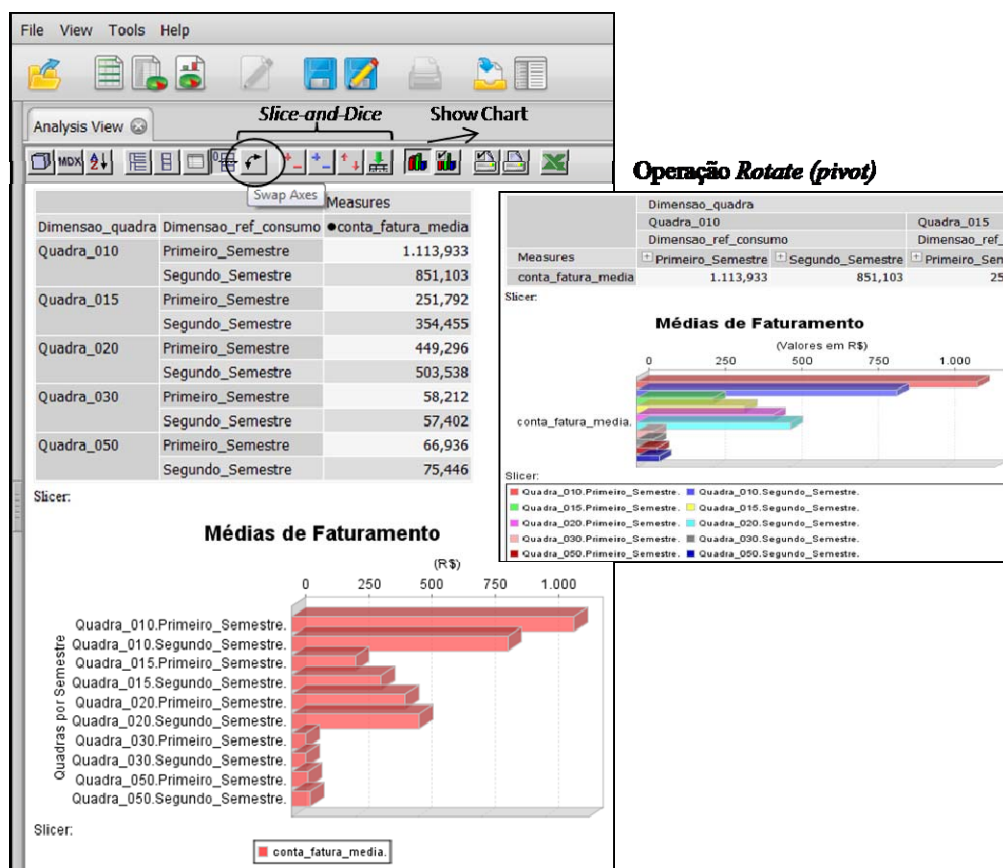 File View Tools Help
Slice-and-Dice Show Chart
Analysis View
MDX
Swap Axes
Measures
Dimensao_quadra Dimensao_ref_consumo conta_fatura_media
Quadra_010 Primeiro_Semestre 1.113,933
Segundo_Semestre 851,103
Quadra_015 Primeiro_Semestre 251,792
Segundo_Semestre 354,455
Quadra_020 Primeiro_Semestre 449,296
Segundo_Semestre 503,538
Quadra_030 Primeiro_Semestre 58,212
Segundo_Semestre 57,402
Quadra_050 Primeiro_Semestre 66,936
Segundo_Semestre 75,446
Slicer:
Médias de Faturamento
(R$)
0 250 500 750 1.000
Quadras por Semestre
Quadra_010.Primeiro_Semestre.
Quadra_010.Segundo_Semestre.
Quadra_015.Primeiro_Semestre.
Quadra_015.Segundo_Semestre.
Quadra_020.Primeiro_Semestre.
Quadra_020.Segundo_Semestre.
Quadra_030.Primeiro_Semestre.
Quadra_030.Segundo_Semestre.
Quadra_050.Primeiro_Semestre.
Quadra_050.Segundo_Semestre.
Slicer:
conta_fatura_media.
Operação Rotate (pivot)
Dimensao_quadra
Quadra_010 Quadra_015
Dimensao_ref_consumo Dimensao_ref_
Measures Primeiro_Semestre Segundo_Semestre Primeiro_Sem
conta_fatura_media 1.113,933 851,103 25
Slicer:
Médias de Faturamento
(Valores em R$)
0 250 500 750 1.000
conta_fatura_media.
Slicer:
Quadra_010.Primeiro_Semestre. Quadra_010.Segundo_Semestre.
Quadra_015.Primeiro_Semestre. Quadra_015.Segundo_Semestre.
Quadra_020.Primeiro_Semestre. Quadra_020.Segundo_Semestre.
Quadra_030.Primeiro_Semestre. Quadra_030.Segundo_Semestre.
Quadra_050.Primeiro_Semestre. Quadra_050.Segundo_Semestre.